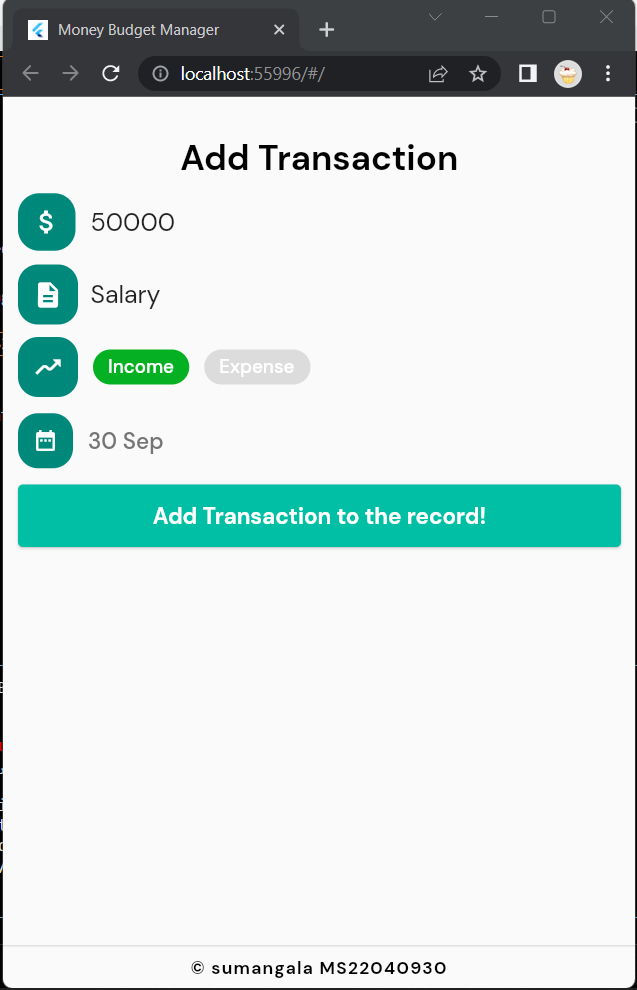 Money Budget Manager
localhost:55996/#/
Add Transaction
$ 50000
Salary
Income Expense
30 Sep
Add Transaction to the record!
© sumangala MS22040930